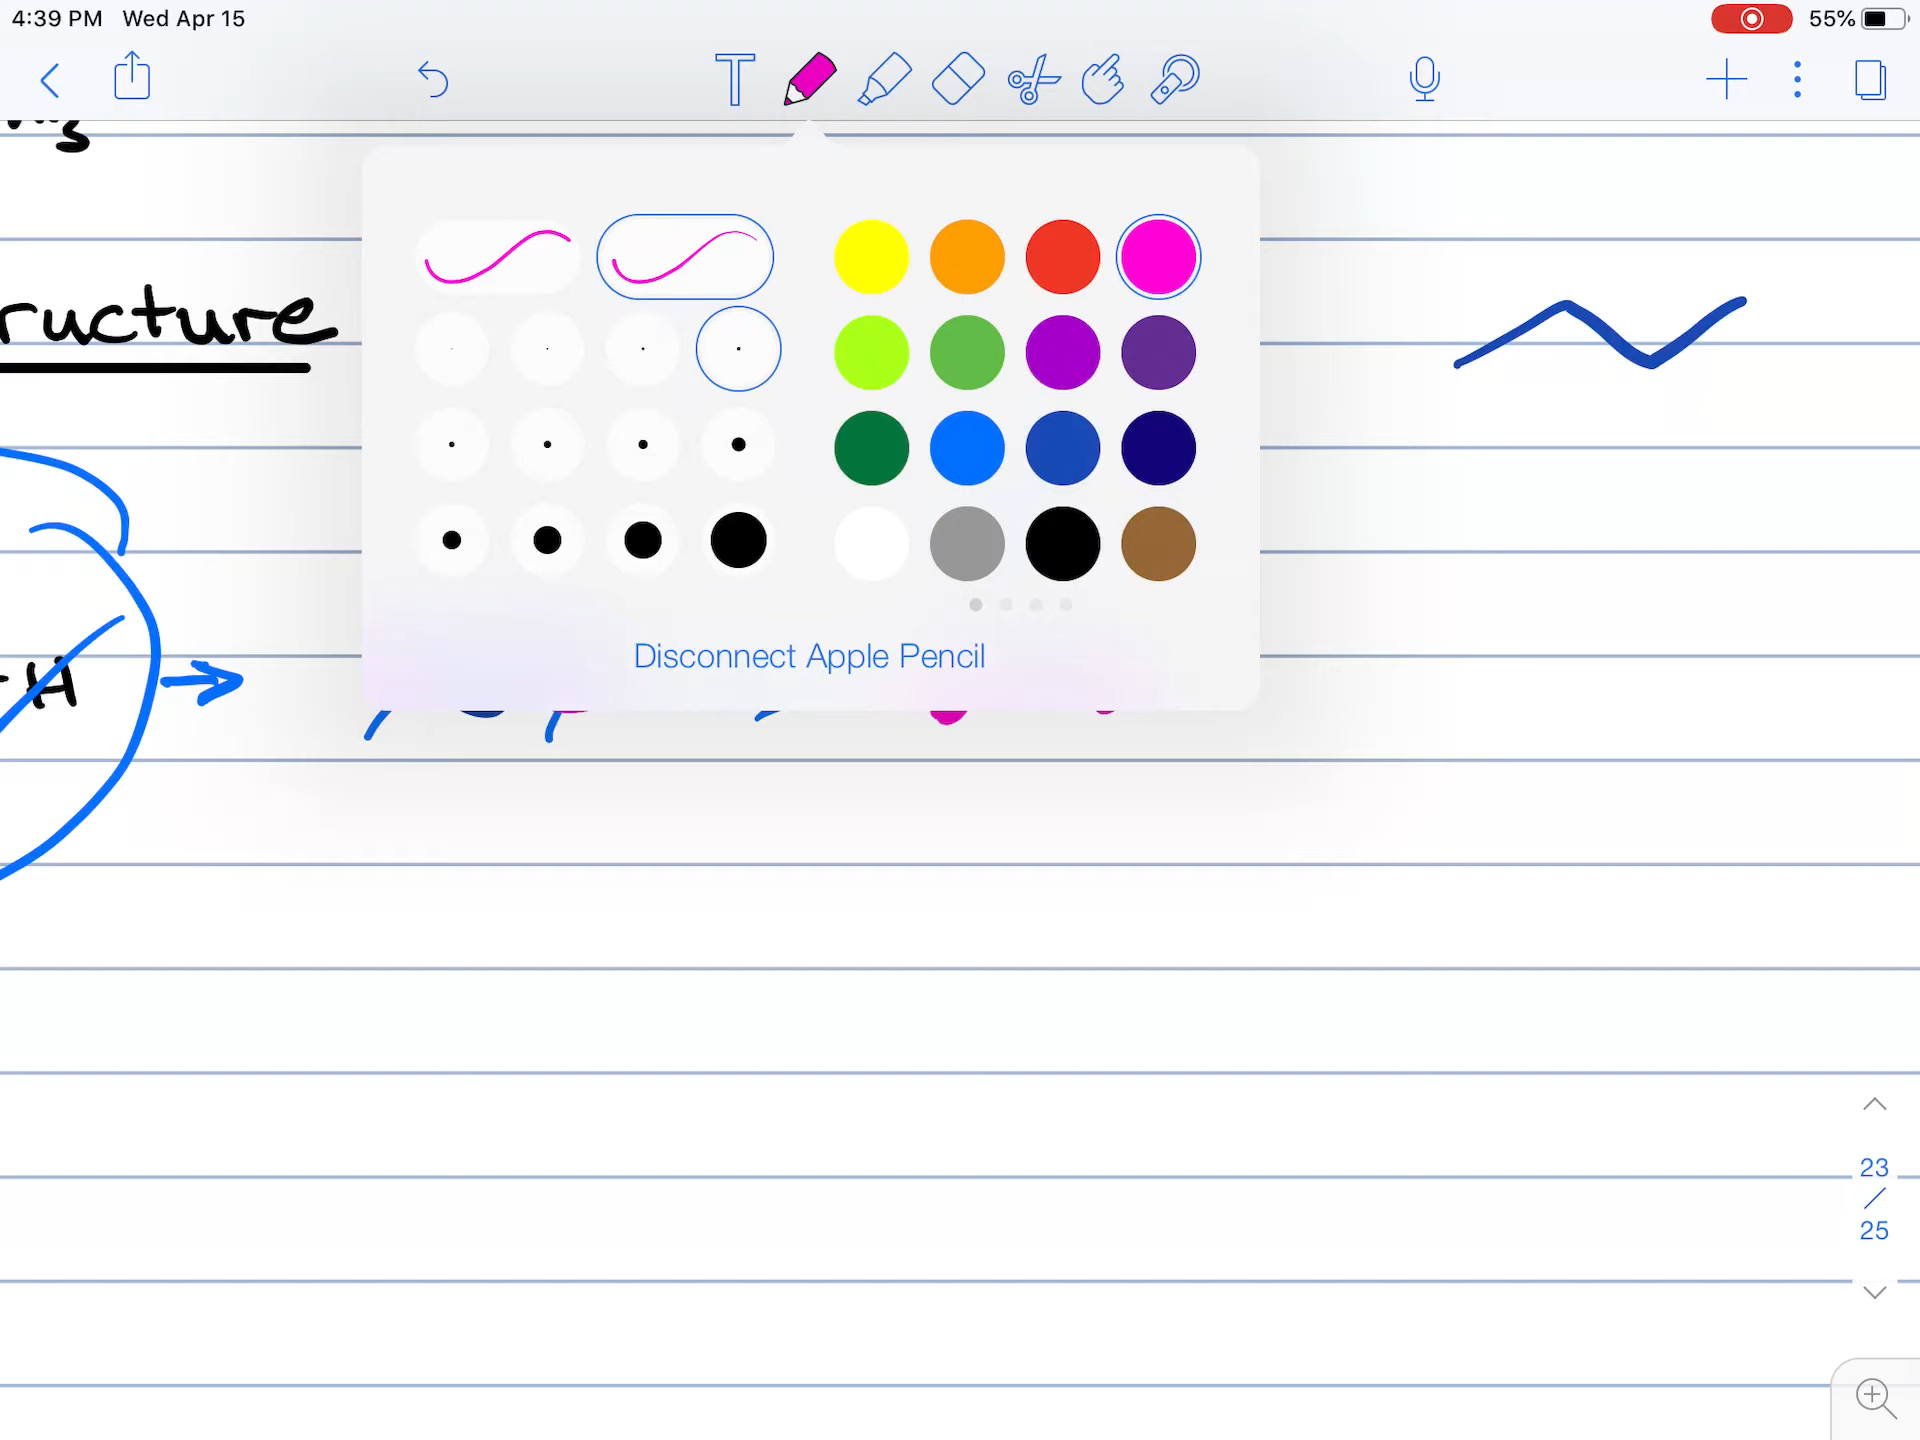 4:39 PM Wed Apr 15
55%
T
ructure
H
Disconnect Apple Pencil
23
/
25